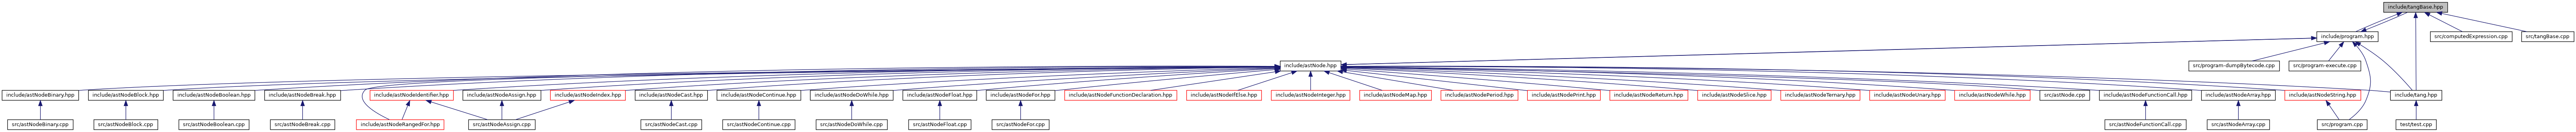 include/tangBase.hpp
include/program.hpp
src/computedExpression.cpp
src/tangBase.cpp
include/astNode.hpp
src/program-dumpBytecode.cpp
src/program-execute.cpp
include/astNodeBinary.hpp
include/astNodeBlock.hpp
include/astNodeBoolean.hpp
include/astNodeBreak.hpp
include/astNodeIdentifier.hpp
include/astNodeAssign.hpp
include/astNodeIndex.hpp
include/astNodeCast.hpp
include/astNodeContinue.hpp
include/astNodeDoWhile.hpp
include/astNodeFloat.hpp
include/astNodeFor.hpp
include/astNodeFunctionDeclaration.hpp
include/astNodeIfElse.hpp
include/astNodeInteger.hpp
include/astNodeMap.hpp
include/astNodePeriod.hpp
include/astNodePrint.hpp
include/astNodeReturn.hpp
include/astNodeSlice.hpp
include/astNodeTernary.hpp
include/astNodeUnary.hpp
include/astNodeWhile.hpp
src/astNode.cpp
include/astNodeFunctionCall.hpp
include/astNodeArray.hpp
include/astNodeString.hpp
include/tang.hpp
src/astNodeBinary.cpp
src/astNodeBlock.cpp
src/astNodeBoolean.cpp
src/astNodeBreak.cpp
include/astNodeRangedFor.hpp
src/astNodeAssign.cpp
src/astNodeCast.cpp
src/astNodeContinue.cpp
src/astNodeDoWhile.cpp
src/astNodeFloat.cpp
src/astNodeFor.cpp
src/astNodeFunctionCall.cpp
src/astNodeArray.cpp
src/program.cpp
test/test.cpp